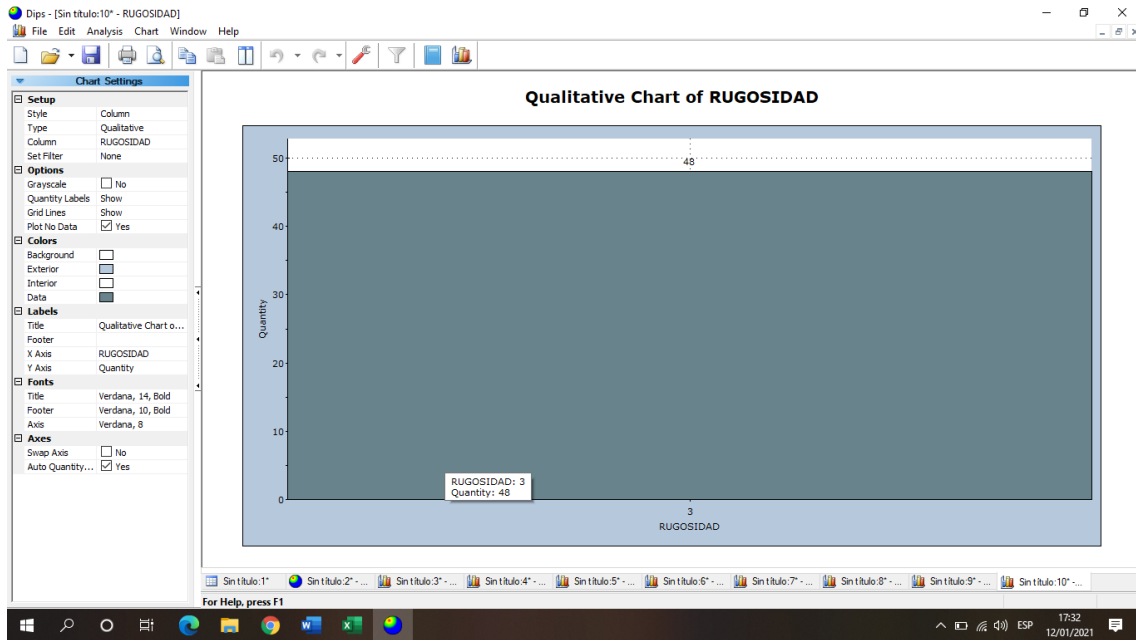 Dips - [Sin título:10* - RUGOSIDAD]
File Edit Analysis Chart Window Help
Chart Settings
Setup
Style Column
Type Qualitative
Column RUGOSIDAD
Set Filter None
Options
Grayscale No
Quantity Labels Show
Grid Lines Show
Plot No Data Yes
Colors
Background
Exterior
Interior
Data
Labels
Title Qualitative Chart o...
Footer
X Axis RUGOSIDAD
Y Axis Quantity
Fonts
Title Verdana, 14, Bold
Footer Verdana, 10, Bold
Axis Verdana, 8
Axes
Swap Axis No
Auto Quantity... Yes
Qualitative Chart of RUGOSIDAD
50
48
40
30
Quantity
20
10
RUGOSIDAD: 3
Quantity: 48
0
3
RUGOSIDAD
Sin título:1* Sin título:2* - ... Sin título:3* - ... Sin título:4* - ... Sin título:5* - ... Sin título:6* - ... Sin título:7* - ... Sin título:8* - ... Sin título:9* - ... Sin título:10* -...
For Help, press F1
ESP 17:32
12/01/2021